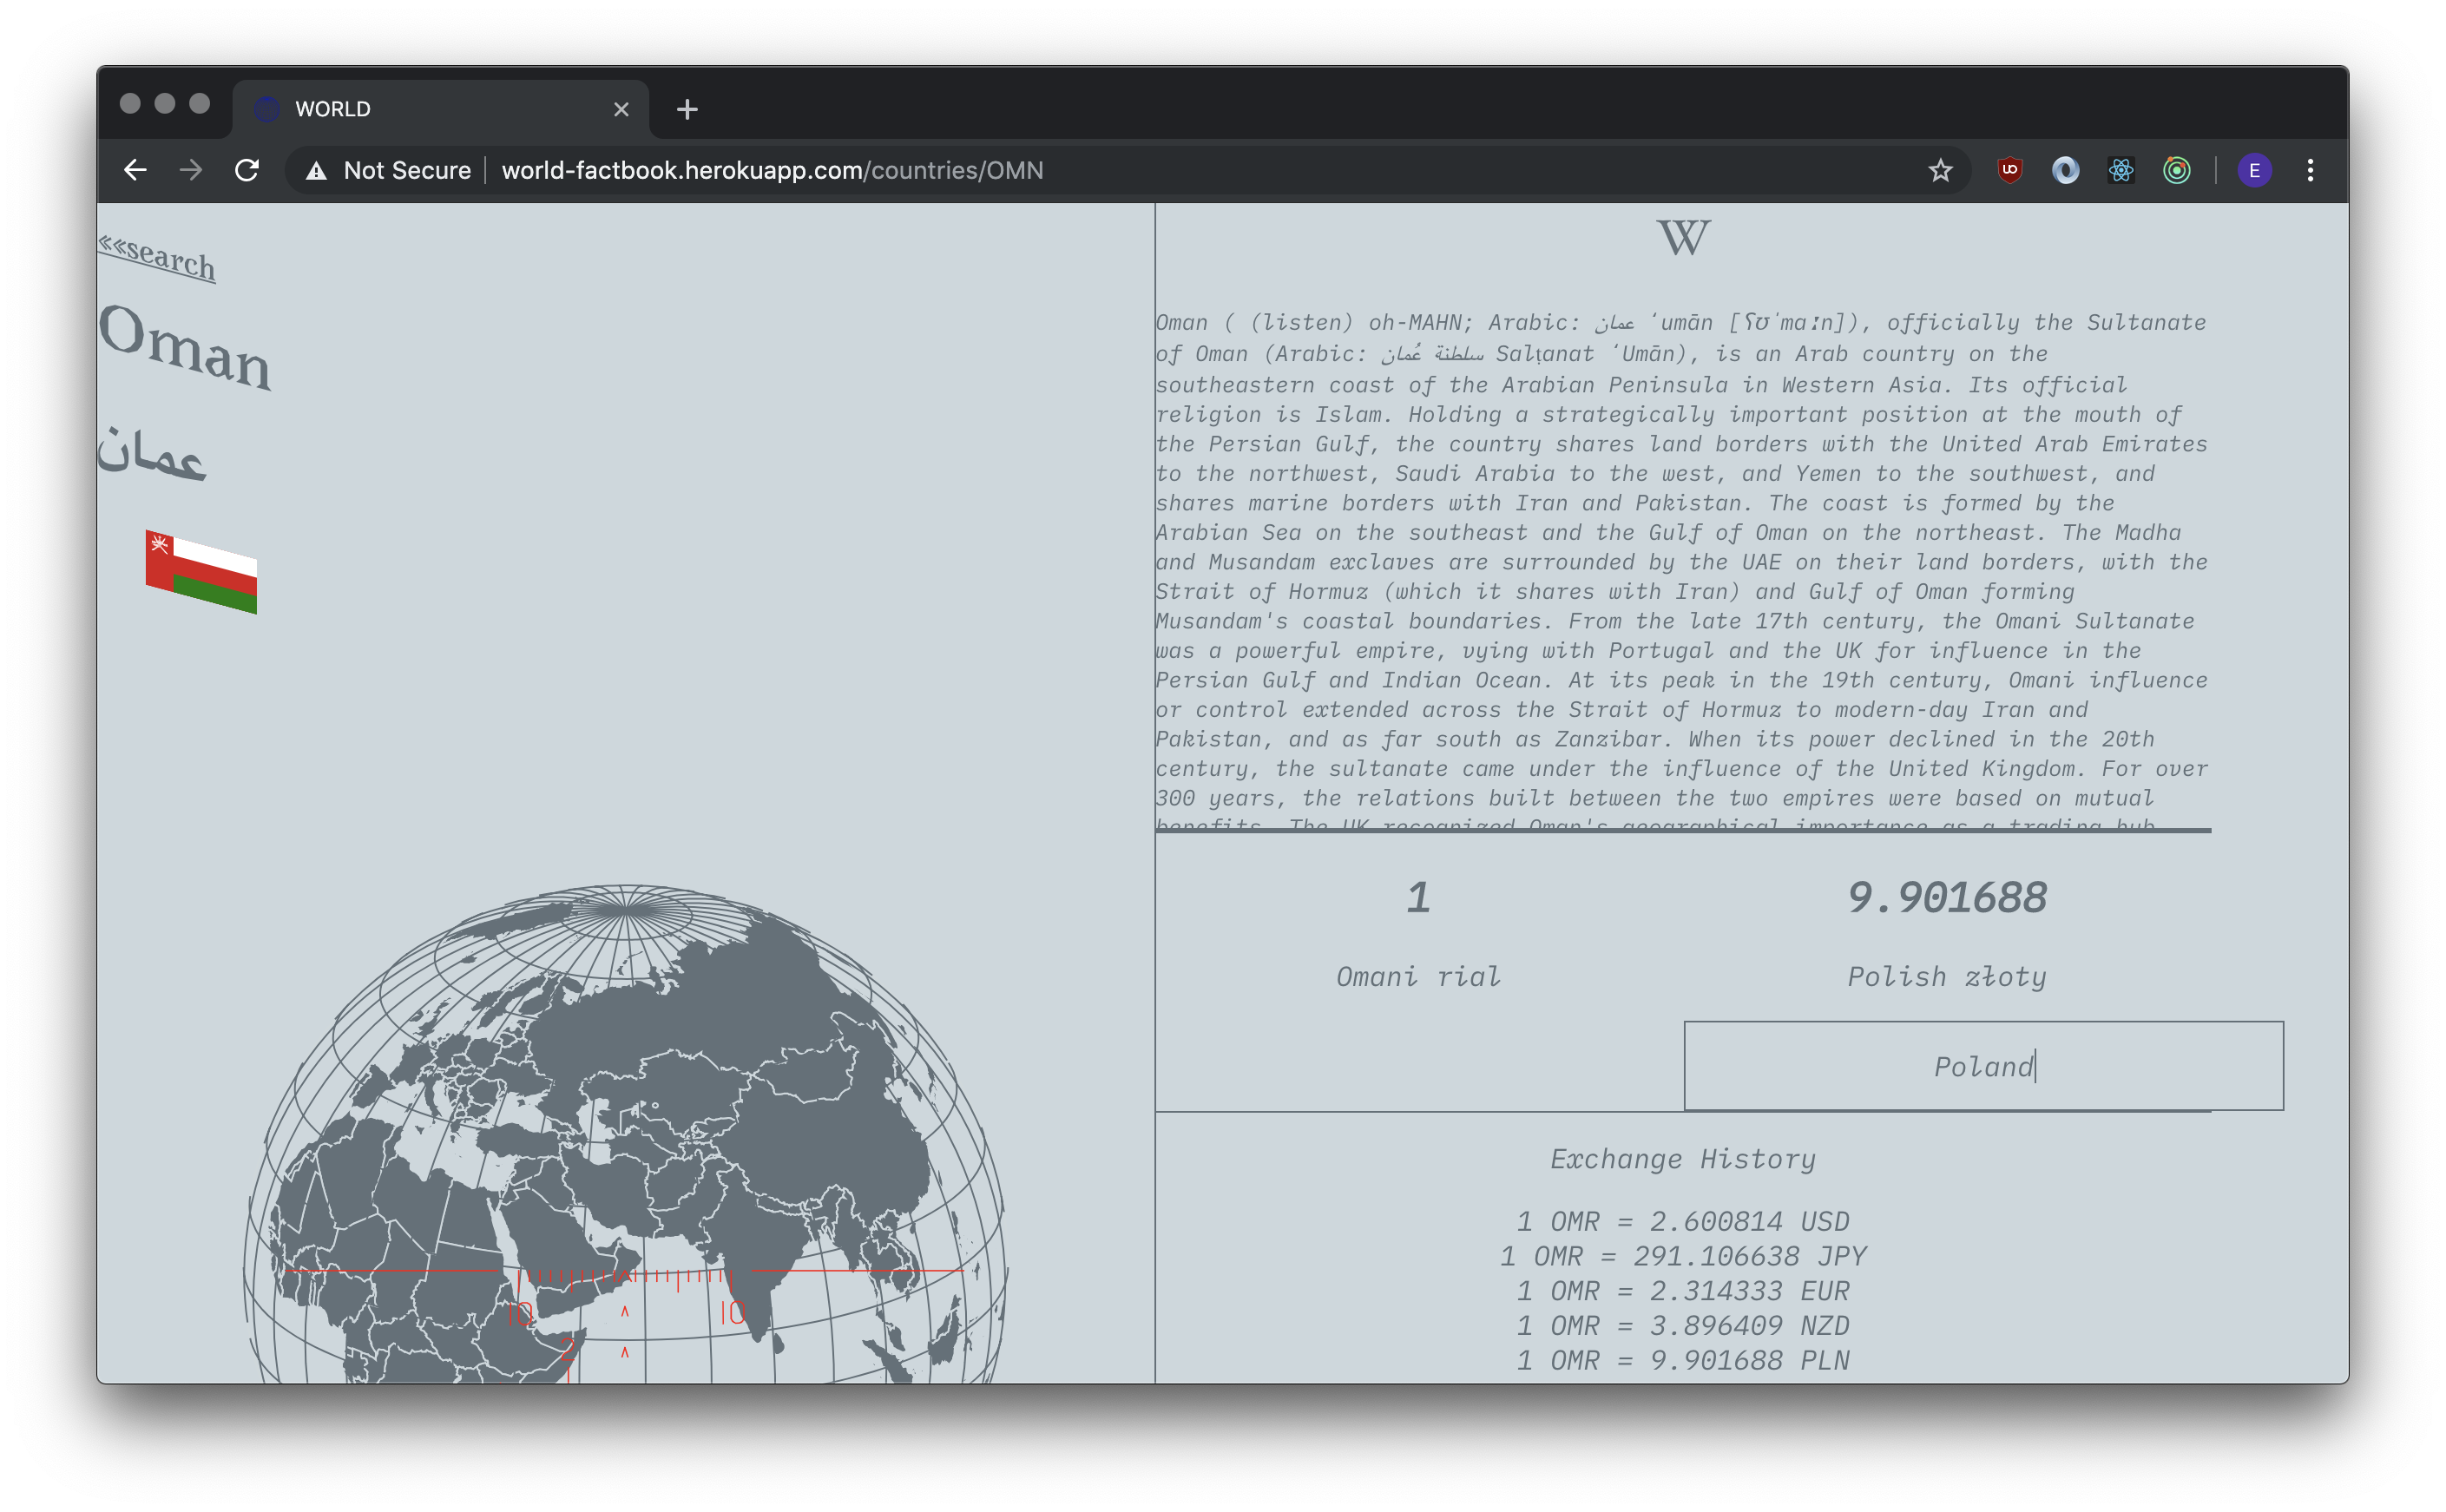 WORLD
Not Secure
world-factbook.herokuapp.com/countries/OMN
E
««search
Oman
عمان
W
Oman ( (listen) oh-MAHN; Arabic: عمان ʻumān [ʕʊˈmaːn]), officially the Sultanate
of Oman (Arabic: سلطنة عُمان Salṭanat ʻUmān), is an Arab country on the
southeastern coast of the Arabian Peninsula in Western Asia. Its official
religion is Islam. Holding a strategically important position at the mouth of
the Persian Gulf, the country shares land borders with the United Arab Emirates
to the northwest, Saudi Arabia to the west, and Yemen to the southwest, and
shares marine borders with Iran and Pakistan. The coast is formed by the
Arabian Sea on the southeast and the Gulf of Oman on the northeast. The Madha
and Musandam exclaves are surrounded by the UAE on their land borders, with the
Strait of Hormuz (which it shares with Iran) and Gulf of Oman forming
Musandam's coastal boundaries. From the late 17th century, the Omani Sultanate
was a powerful empire, vying with Portugal and the UK for influence in the
Persian Gulf and Indian Ocean. At its peak in the 19th century, Omani influence
or control extended across the Strait of Hormuz to modern-day Iran and
Pakistan, and as far south as Zanzibar. When its power declined in the 20th
century, the sultanate came under the influence of the United Kingdom. For over
300 years, the relations built between the two empires were based on mutual
benefits. The UK recognized Oman's geographical importance as a trading hub
1
9.901688
Omani rial
Polish złoty
Poland
Exchange History
1 OMR = 2.600814 USD
1 OMR = 291.106638 JPY
1 OMR = 2.314333 EUR
1 OMR = 3.896409 NZD
1 OMR = 9.901688 PLN
10
10
2